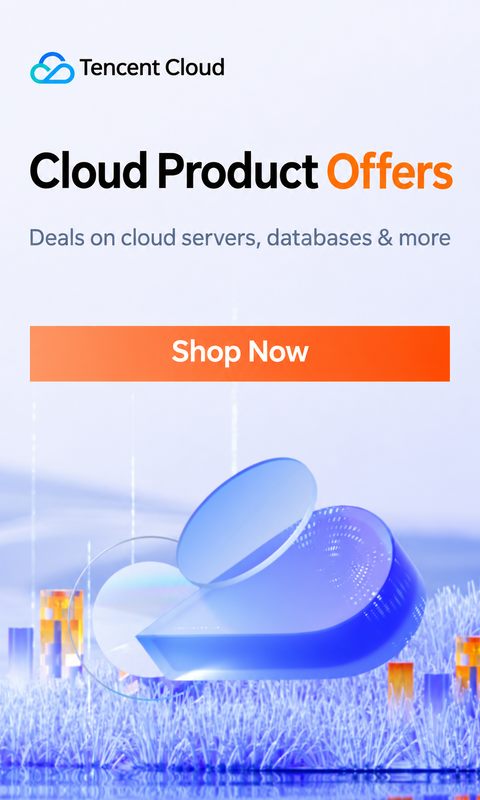 Tencent Cloud
Cloud Product Offers
Deals on cloud servers, databases & more
Shop Now